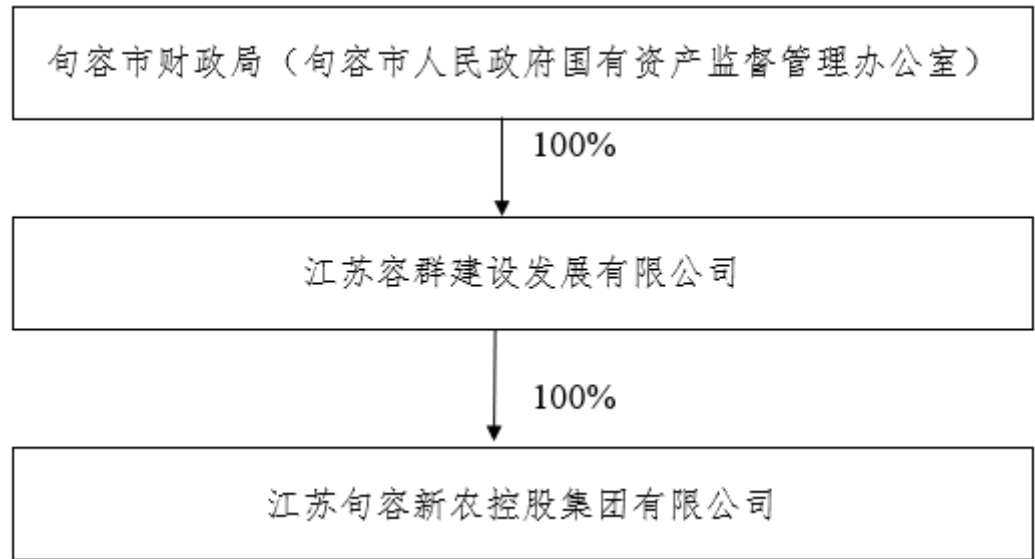 句容市财政局（句容市人民政府国有资产监督管理办公室）
100%
江苏容群建设发展有限公司
100%
江苏句容新农控股集团有限公司